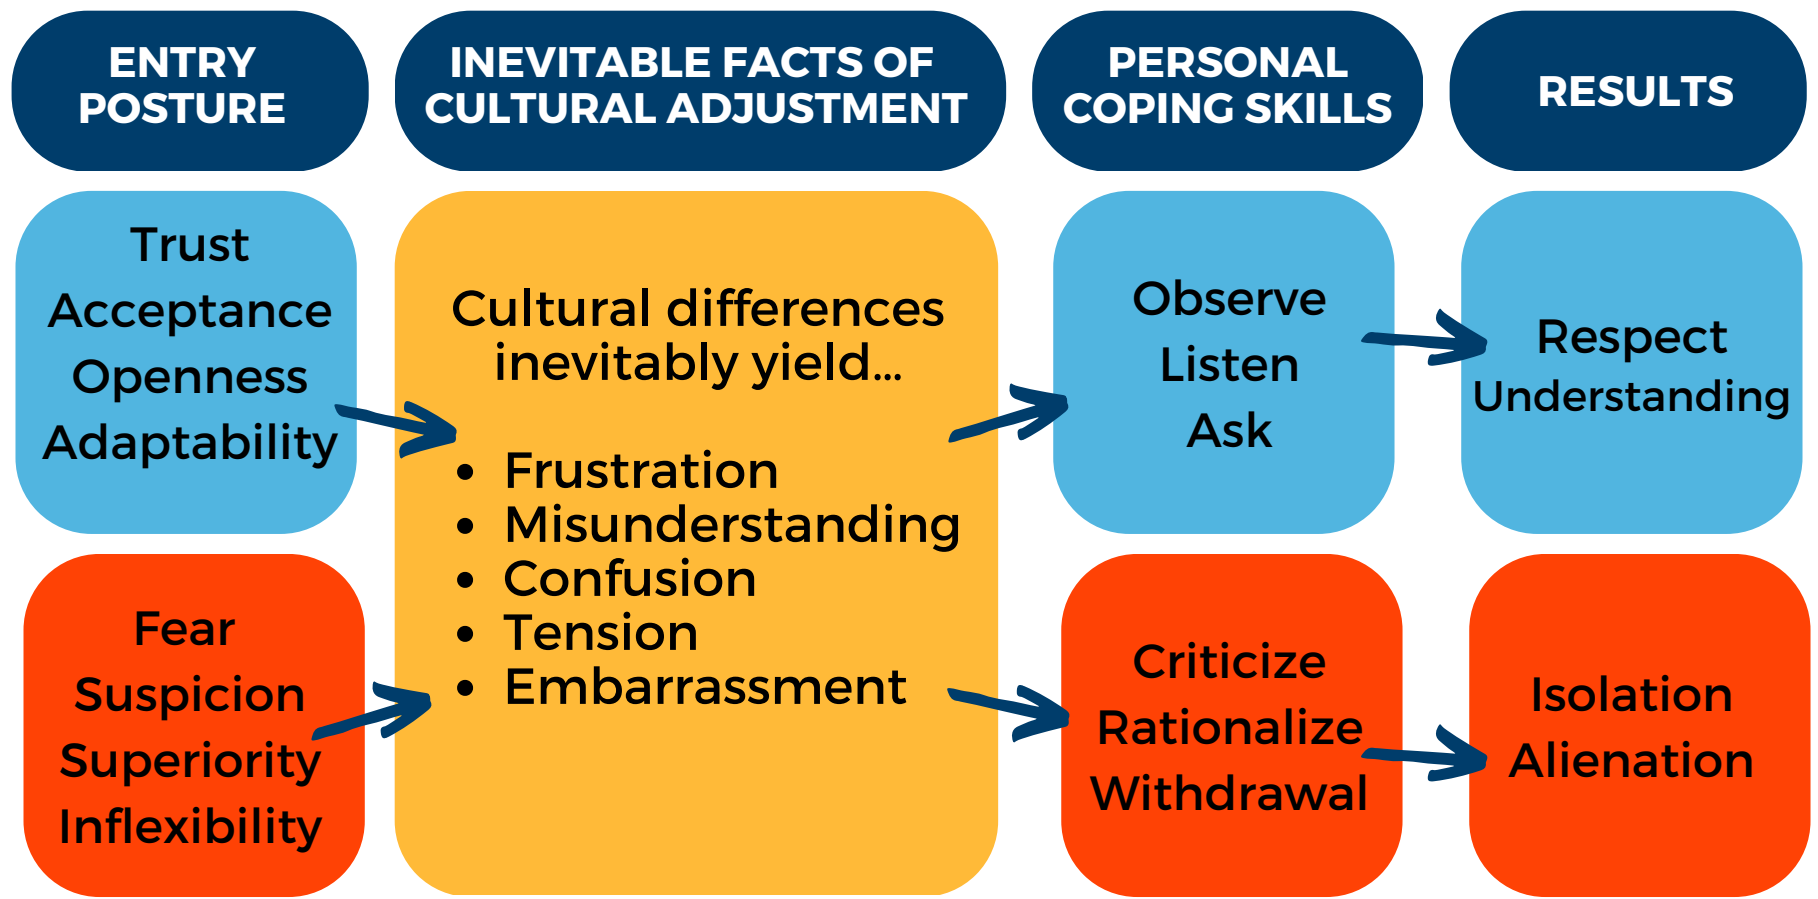 ENTRY
POSTURE
INEVITABLE FACTS OF
CULTURAL ADJUSTMENT
PERSONAL
COPING SKILLS
RESULTS
Trust
Acceptance
Openness
Adaptability
Fear
Suspicion
Superiority
Inflexibility
Cultural differences
inevitably yield...
• Frustration
• Misunderstanding
• Confusion
• Tension
• Embarrassment
Observe
Listen
Ask
Criticize
Rationalize
Withdrawal
Respect
Understanding
Isolation
Alienation